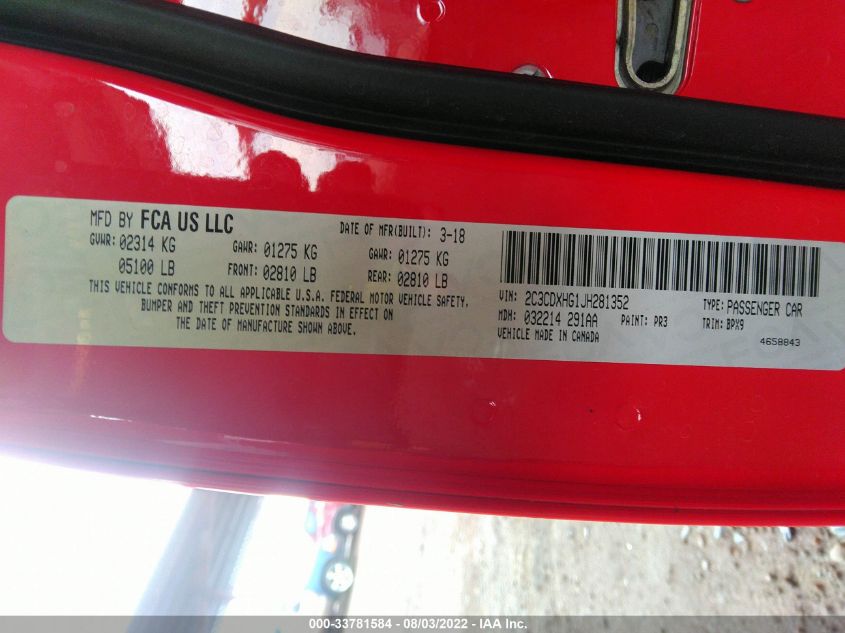 MFD BY FCA US LLC DATE OF MFR(BUILT): 3-18
GVWR: 02314 KG GAWR: 01275 KG GAWR: 01275 KG
05100 LB FRONT: 02810 LB REAR: 02810 LB
THIS VEHICLE CONFORMS TO ALL APPLICABLE U.S.A. FEDERAL MOTOR VEHICLE SAFETY,
BUMPER AND THEFT PREVENTION STANDARDS IN EFFECT ON
THE DATE OF MANUFACTURE SHOWN ABOVE.
VIN: 2C3CDXHG1JH281352 TYPE: PASSENGER CAR
MDH: 032214 291AA PAINT: PR3 TRIM: BPX9
VEHICLE MADE IN CANADA 4658843
000-33781584 - 08/03/2022 - IAA Inc.